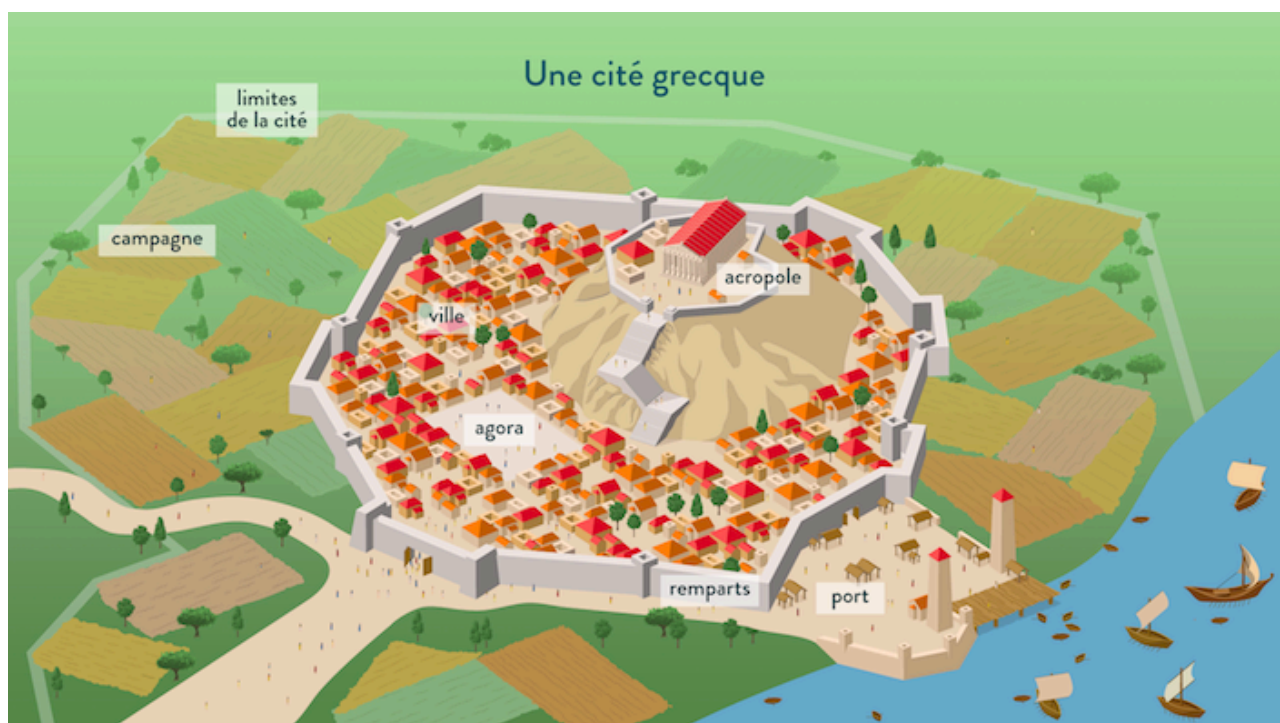 Une cité grecque
limites
de la cité
campagne
acropole
ville
agora
remparts
port